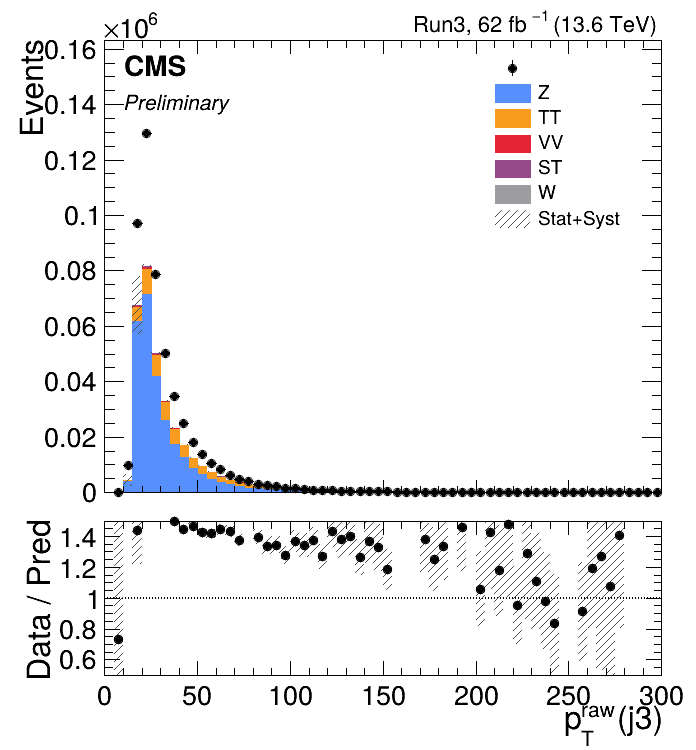 ×10^6
Run3, 62 fb^-1 (13.6 TeV)
Events
0.16
0.14
0.12
0.1
0.08
0.06
0.04
0.02
0
CMS
Preliminary
Z
TT
VV
ST
W
Stat+Syst
Data / Pred
1.4
1.2
1
0.8
0.6
0
50
100
150
200
250
300
p_T^raw(j3)